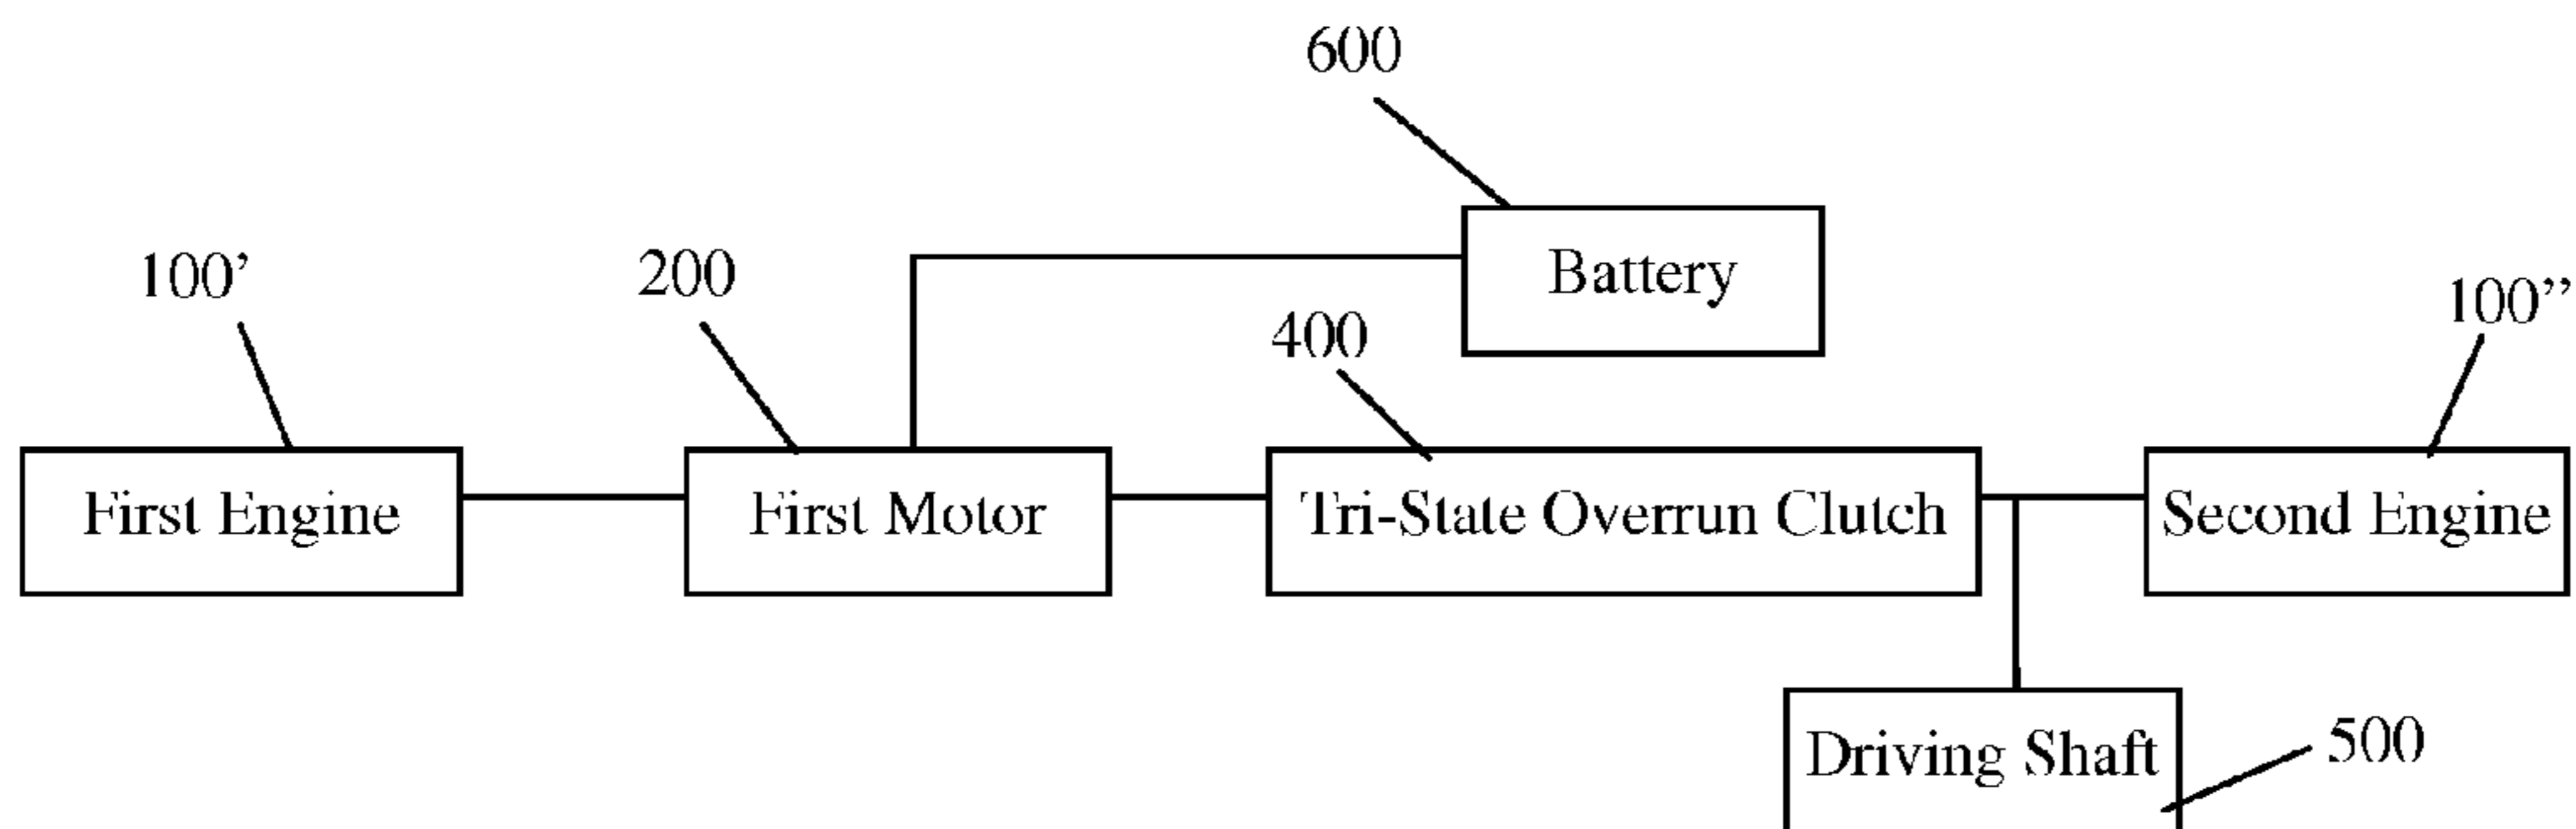 600
100’
200
Battery
100”
400
First Engine
First Motor
Tri-State Overrun Clutch
Second Engine
Driving Shaft
500